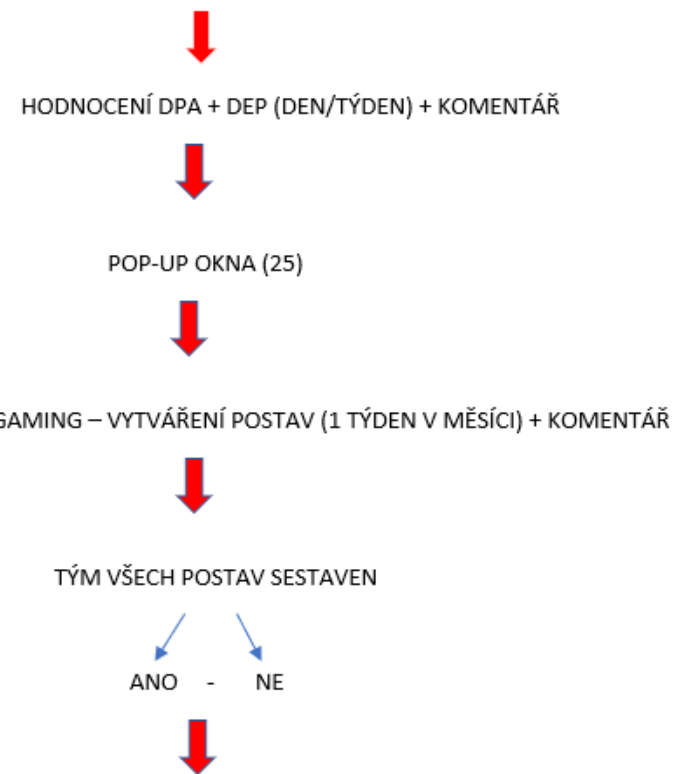 HODNOCENÍ DPA + DEP (DEN/TÝDEN) + KOMENTÁŘ
POP-UP OKNA (25)
GAMING – VYTVÁŘENÍ POSTAV (1 TÝDEN V MĚSÍCI) + KOMENTÁŘ
TÝM VŠECH POSTAV SESTAVEN
ANO - NE